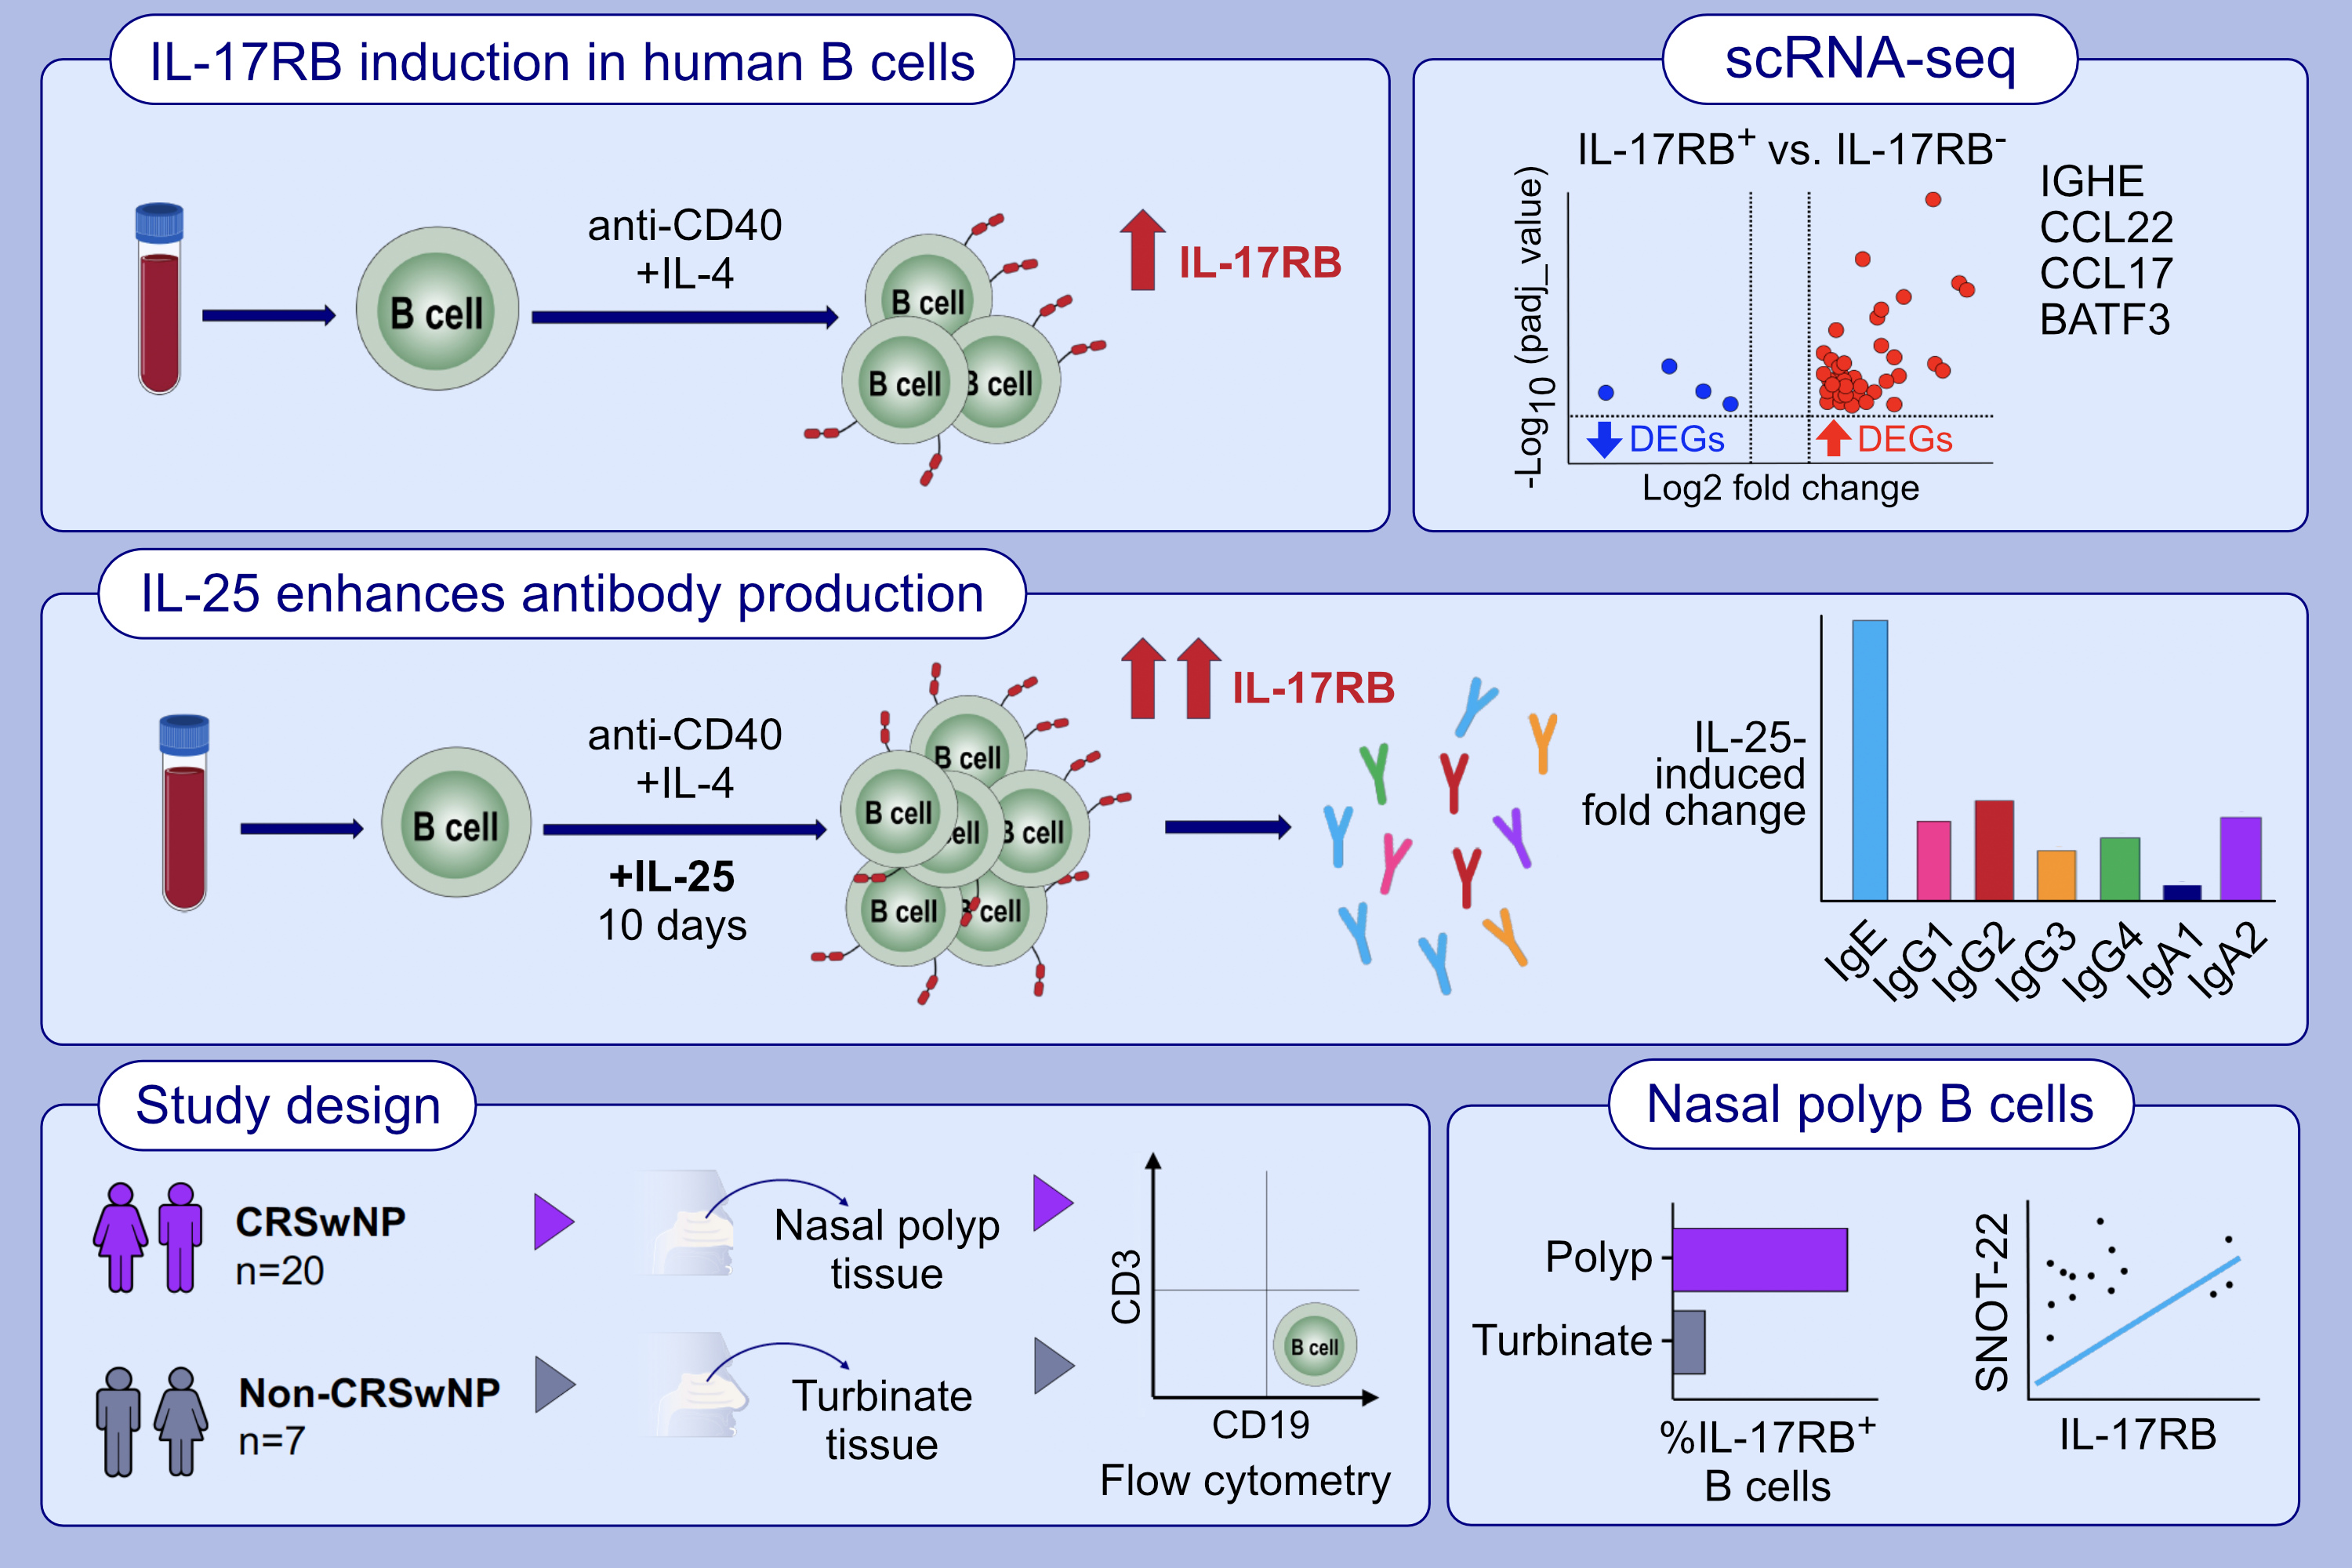 IL-17RB induction in human B cells
anti-CD40
+IL-4
B cell
B cell
B cell
B cell
IL-17RB
scRNA-seq
IL-17RB+ vs. IL-17RB-
-Log10 (padj_value)
DEGs
DEGs
Log2 fold change
IGHE
CCL22
CCL17
BATF3
IL-25 enhances antibody production
anti-CD40
+IL-4
+IL-25
10 days
B cell
B cell
B cell
ell
B cell
B cell
B cell
IL-17RB
IL-25-
induced
fold change
IgE
IgG1
IgG2
IgG3
IgG4
IgA1
IgA2
Study design
CRSwNP
n=20
Nasal polyp
tissue
Non-CRSwNP
n=7
Turbinate
tissue
CD3
B cell
CD19
Flow cytometry
Nasal polyp B cells
Polyp
Turbinate
%IL-17RB+
B cells
SNOT-22
IL-17RB